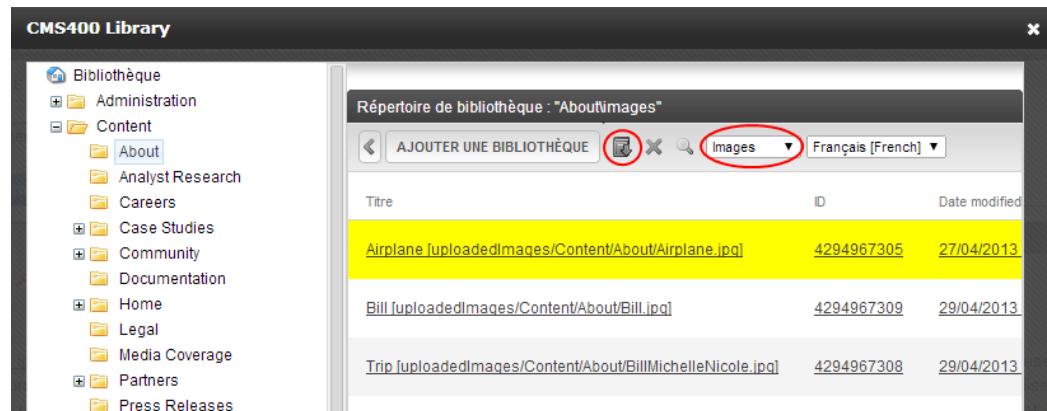 CMS400 Library
Bibliothèque
Administration
Content
About
Analyst Research
Careers
Case Studies
Community
Documentation
Home
Legal
Media Coverage
Partners
Press Releases
Répertoire de bibliothèque : "About\images"
AJOUTER UNE BIBLIOTHÈQUE
Images
Français [French]
Titre ID Date modified
Airplane [uploadedImages/Content/About/Airplane.jpg] 4294967305 27/04/2013
Bill [uploadedImages/Content/About/Bill.jpg] 4294967309 29/04/2013
Trip [uploadedImages/Content/About/BillMichelleNicole.jpg] 4294967308 29/04/2013